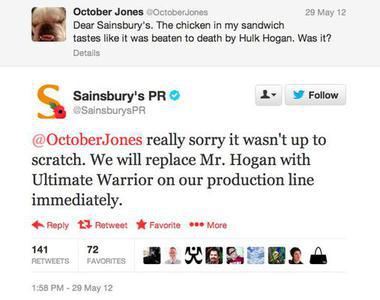 October Jones @OctoberJones 29 May 12
Dear Sainsbury's. The chicken in my sandwich
tastes like it was beaten to death by Hulk Hogan. Was it?
Details
Sainsbury's PR
@SainsburysPR
Follow
@OctoberJones really sorry it wasn't up to
scratch. We will replace Mr. Hogan with
Ultimate Warrior on our production line
immediately.
Reply Retweet Favorite More
141 72
RETWEETS FAVORITES
1:58 PM - 29 May 12